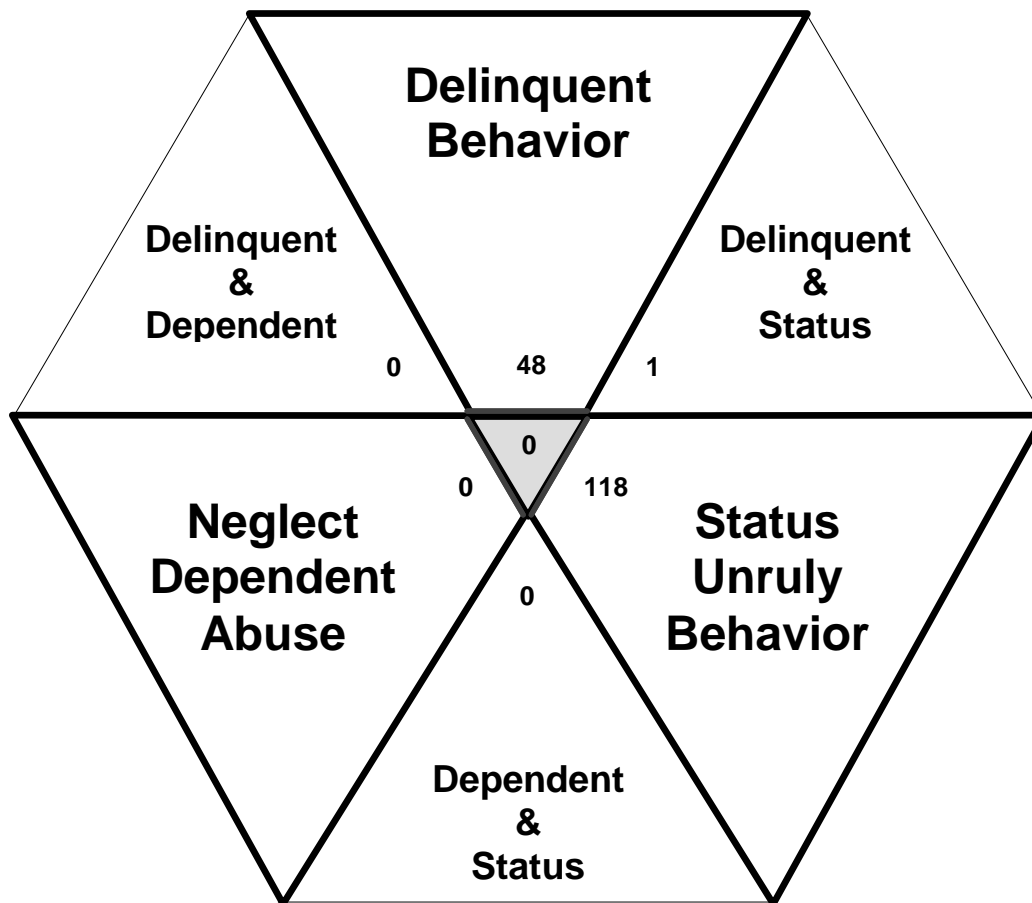 Delinquent
Behavior
Delinquent
&
Dependent
Delinquent
&
Status
0
48
1
0
0
118
Neglect
Dependent
Abuse
Status
Unruly
Behavior
0
Dependent
&
Status